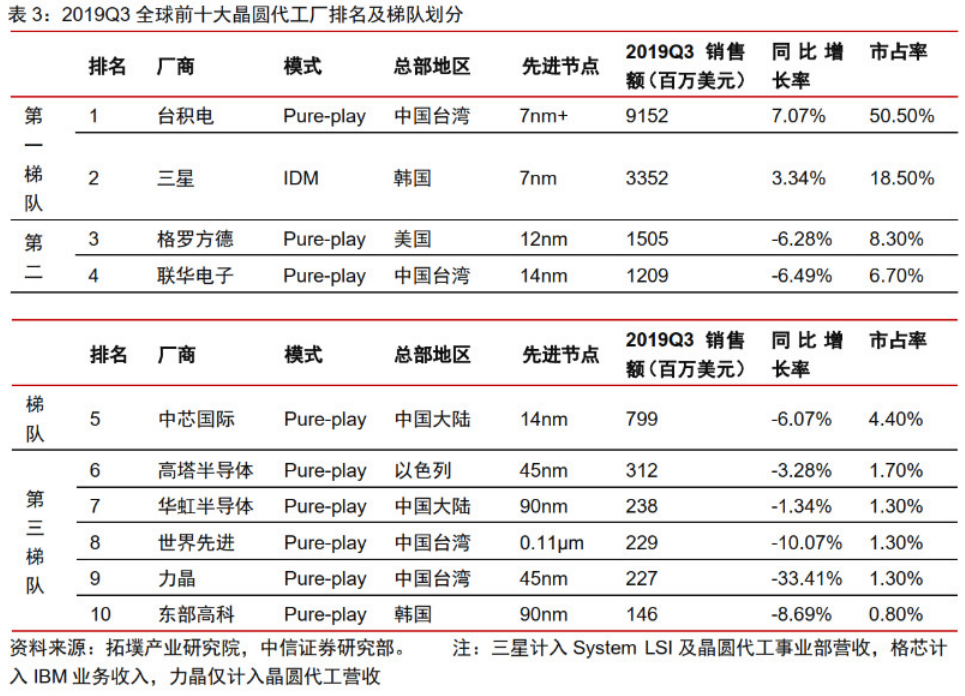 表 3：2019Q3 全球前十大晶圆代工厂排名及梯队划分
排名 厂商 模式 总部地区 先进节点 2019Q3 销售额（百万美元） 同比增长率 市占率
第一梯队
1 台积电 Pure-play 中国台湾 7nm+ 9152 7.07% 50.50%
2 三星 IDM 韩国 7nm 3352 3.34% 18.50%
第二
3 格罗方德 Pure-play 美国 12nm 1505 -6.28% 8.30%
4 联华电子 Pure-play 中国台湾 14nm 1209 -6.49% 6.70%
排名 厂商 模式 总部地区 先进节点 2019Q3 销售额（百万美元） 同比增长率 市占率
梯队
5 中芯国际 Pure-play 中国大陆 14nm 799 -6.07% 4.40%
第三梯队
6 高塔半导体 Pure-play 以色列 45nm 312 -3.28% 1.70%
7 华虹半导体 Pure-play 中国大陆 90nm 238 -1.34% 1.30%
8 世界先进 Pure-play 中国台湾 0.11μm 229 -10.07% 1.30%
9 力晶 Pure-play 中国台湾 45nm 227 -33.41% 1.30%
10 东部高科 Pure-play 韩国 90nm 146 -8.69% 0.80%
资料来源：拓墣产业研究院，中信证券研究部。 注：三星计入 System LSI 及晶圆代工事业部营收，格芯计
入 IBM 业务收入，力晶仅计入晶圆代工营收